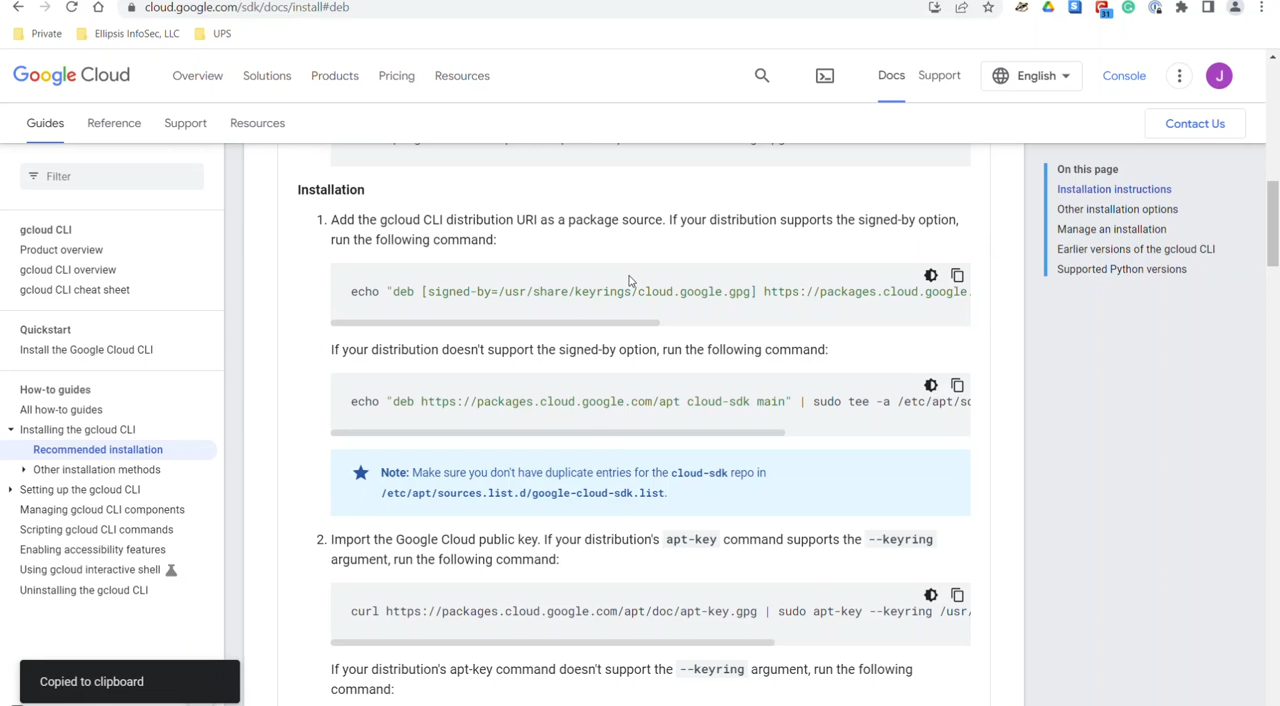 cloud.google.com/sdk/docs/install#deb
31
Private
Ellipsis InfoSec, LLC
UPS
Google Cloud
Overview
Solutions
Products
Pricing
Resources
Docs
Support
English
Console
J
Guides
Reference
Support
Resources
Contact Us
Filter
gcloud CLI
Product overview
gcloud CLI overview
gcloud CLI cheat sheet
Quickstart
Install the Google Cloud CLI
How-to guides
All how-to guides
Installing the gcloud CLI
Recommended installation
Other installation methods
Setting up the gcloud CLI
Managing gcloud CLI components
Scripting gcloud CLI commands
Enabling accessibility features
Using gcloud interactive shell
Uninstalling the gcloud CLI
Copied to clipboard
Installation
1. Add the gcloud CLI distribution URI as a package source. If your distribution supports the signed-by option,
run the following command:
echo "deb [signed-by=/usr/share/keyrings/cloud.google.gpg] https://packages.cloud.google.
If your distribution doesn't support the signed-by option, run the following command:
echo "deb https://packages.cloud.google.com/apt cloud-sdk main" | sudo tee -a /etc/apt/so
Note: Make sure you don't have duplicate entries for the cloud-sdk repo in
/etc/apt/sources.list.d/google-cloud-sdk.list.
2. Import the Google Cloud public key. If your distribution's apt-key command supports the --keyring
argument, run the following command:
curl https://packages.cloud.google.com/apt/doc/apt-key.gpg | sudo apt-key --keyring /usr/
If your distribution's apt-key command doesn't support the --keyring argument, run the following
command:
On this page
Installation instructions
Other installation options
Manage an installation
Earlier versions of the gcloud CLI
Supported Python versions